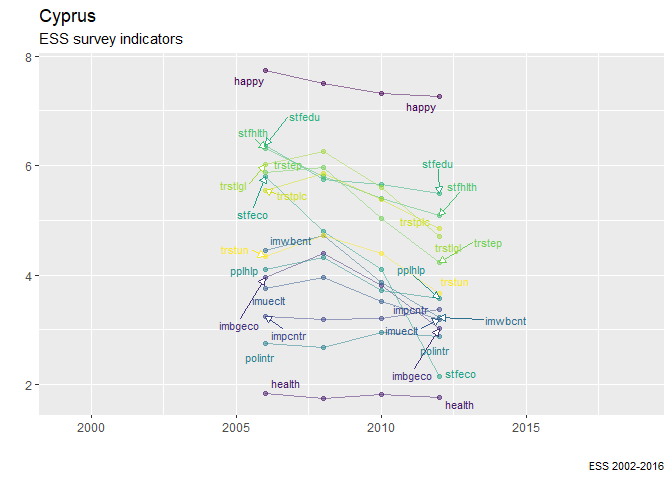 Cyprus
ESS survey indicators
8
6
4
2
happy
happy
stfedu
stfhlth
trstep
trstlgl
trstplc
stfeco
stfedu
stfhlth
trstplc
trstlgl
trstep
trstun
imwbcnt
pplhlp
imueclt
imbgeco
impcntr
polintr
health
pplhlp
trstun
impcntr
imueclt
imwbcnt
polintr
imbgeco
stfeco
health
2000
2005
2010
2015
ESS 2002-2016